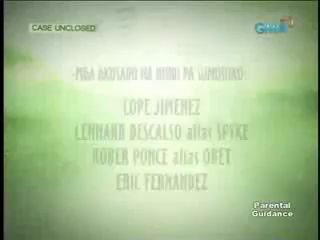 CASE UNCLOSED
GMA
-MGA AKUSADO NA HINDI PA
LOPE JIMENEZ
LENNARD DESCALSO alias SPYKE
ROBER PONCE alias OBET
ERIC FERNANDEZ
Parental
Guidance